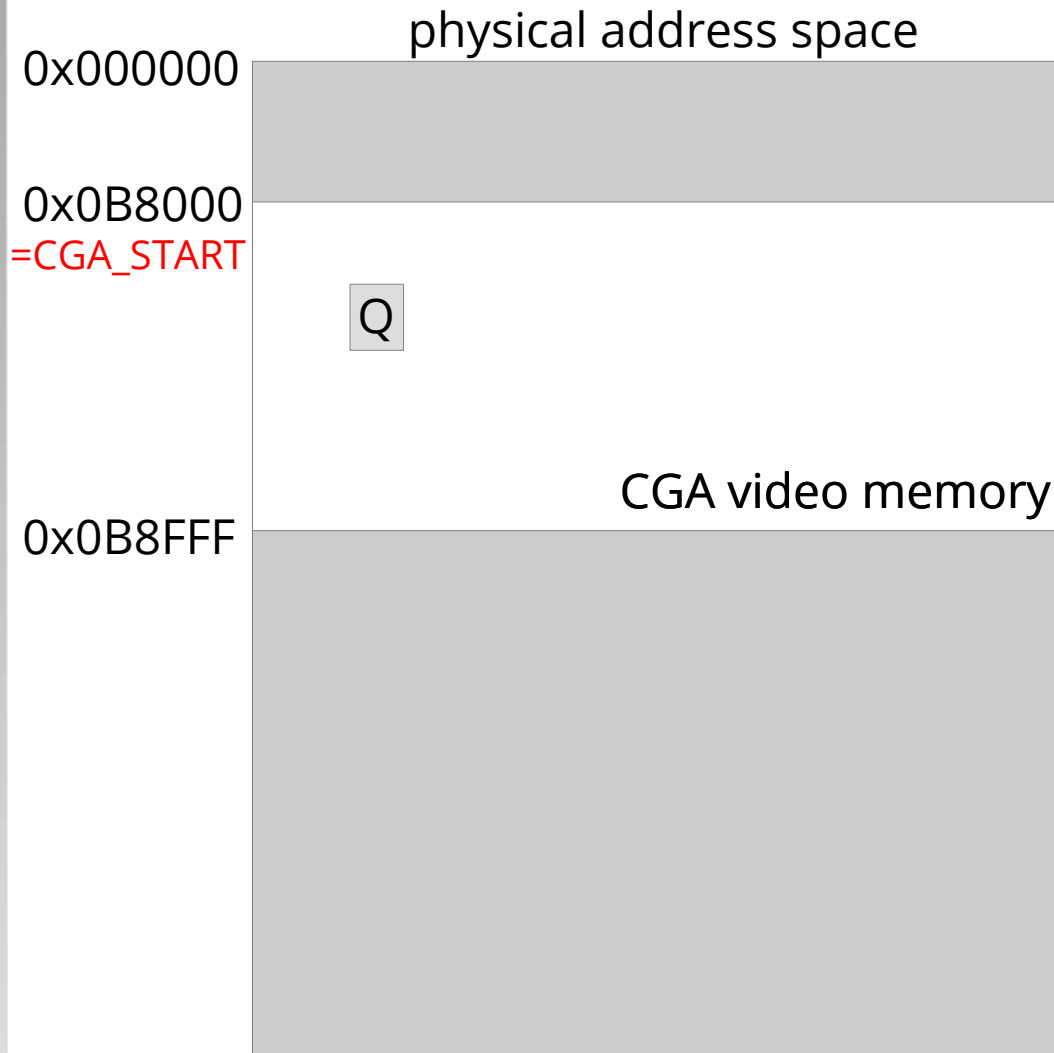 physical address space
0x000000
0x0B8000
=CGA_START
Q
CGA video memory
0x0B8FFF